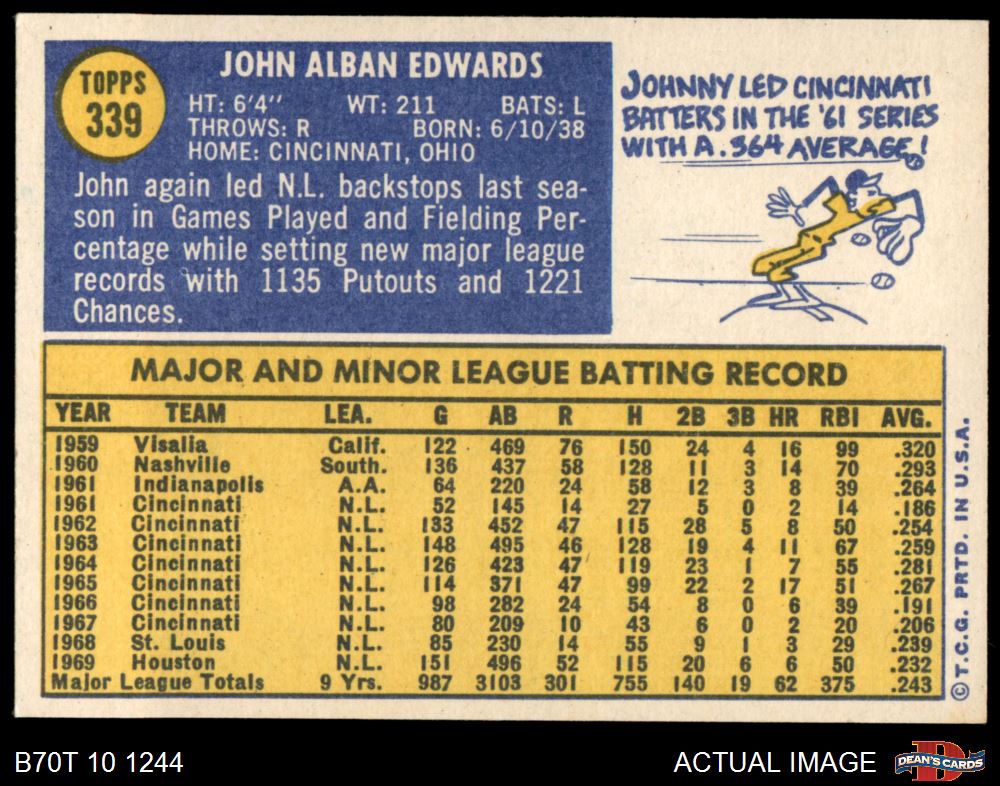 TOPPS
339
JOHN ALBAN EDWARDS
HT: 6'4" WT: 211 BATS: L
THROWS: R BORN: 6/10/38
HOME: CINCINNATI, OHIO
John again led N.L. backstops last sea-
son in Games Played and Fielding Per-
centage while setting new major league
records with 1135 Putouts and 1221
Chances.
JOHNNY LED CINCINNATI
BATTERS IN THE '61 SERIES
WITH A .364 AVERAGE!
MAJOR AND MINOR LEAGUE BATTING RECORD
YEAR TEAM LEA. G AB R H 2B 3B HR RBI AVG.
1959 Visalia Calif. 122 469 76 150 24 4 16 99 .320
1960 Nashville South. 136 437 58 128 11 3 14 70 .293
1961 Indianapolis A.A. 64 220 24 58 12 3 8 39 .264
1961 Cincinnati N.L. 52 145 14 27 5 0 2 14 .186
1962 Cincinnati N.L. 133 452 47 115 28 5 8 50 .254
1963 Cincinnati N.L. 148 495 46 128 19 4 11 67 .259
1964 Cincinnati N.L. 126 423 47 119 23 1 7 55 .281
1965 Cincinnati N.L. 114 371 47 99 22 2 17 51 .267
1966 Cincinnati N.L. 98 282 24 54 8 0 6 39 .191
1967 Cincinnati N.L. 80 209 10 43 6 0 2 20 .206
1968 St. Louis N.L. 85 230 14 55 9 1 3 29 .239
1969 Houston N.L. 151 496 52 115 20 6 6 50 .232
Major League Totals 9 Yrs. 987 3103 301 755 140 19 62 375 .243
© T.C.G. PRTD. IN U.S.A.
B70T 10 1244
ACTUAL IMAGE
D
DEAN'S CARDS